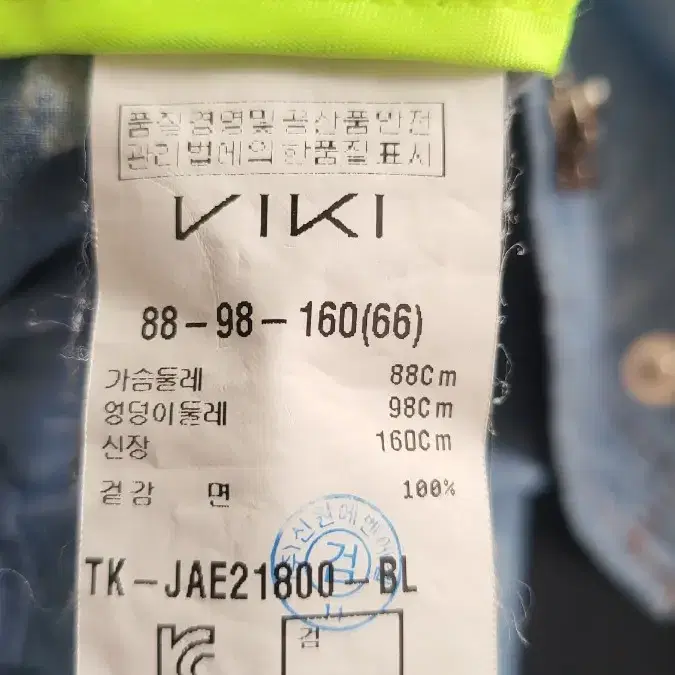 품질경영및공산품안전
관리법에의한품질표시
VIKI
88-98-160(66)
가슴둘레 88Cm
엉덩이둘레 98Cm
신장 160Cm
겉감 면 100%
TK-JAE21800-BL
검
검